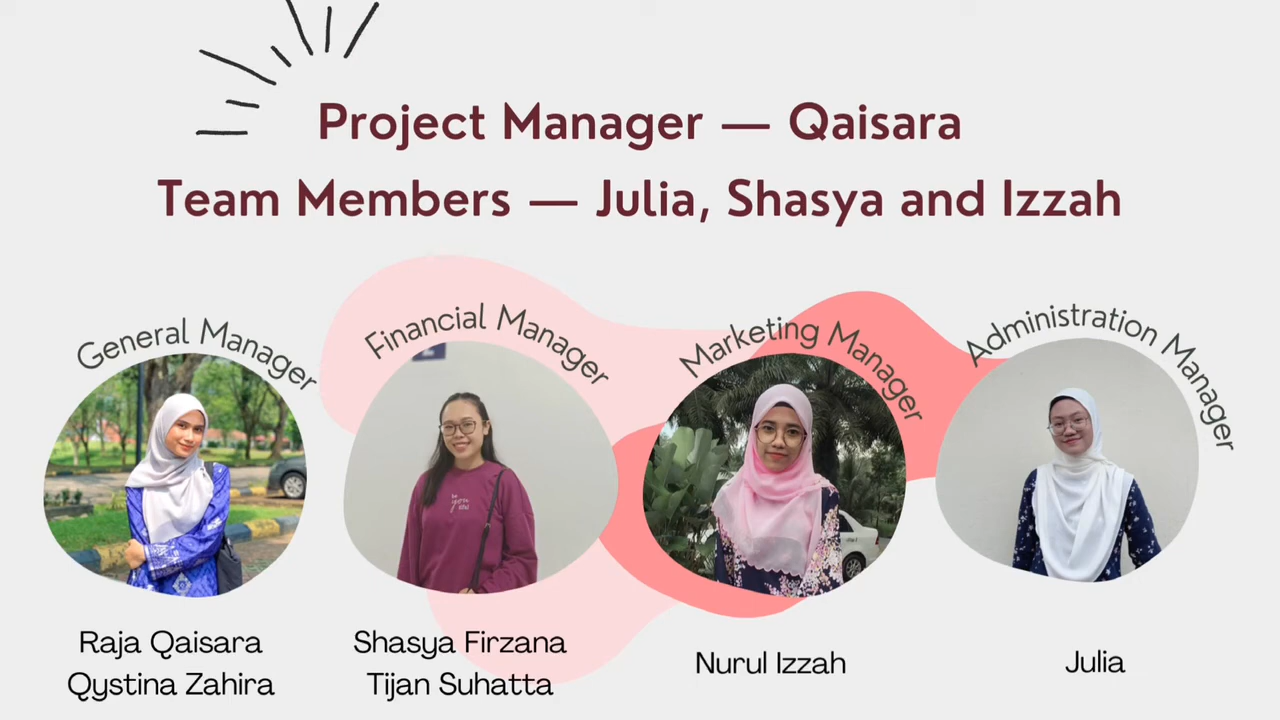 Project Manager — Qaisara
Team Members — Julia, Shasya and Izzah
General Manager
Financial Manager
Marketing Manager
Administration Manager
Raja Qaisara
Qystina Zahira
Shasya Firzana
Tijan Suhatta
Nurul Izzah
Julia